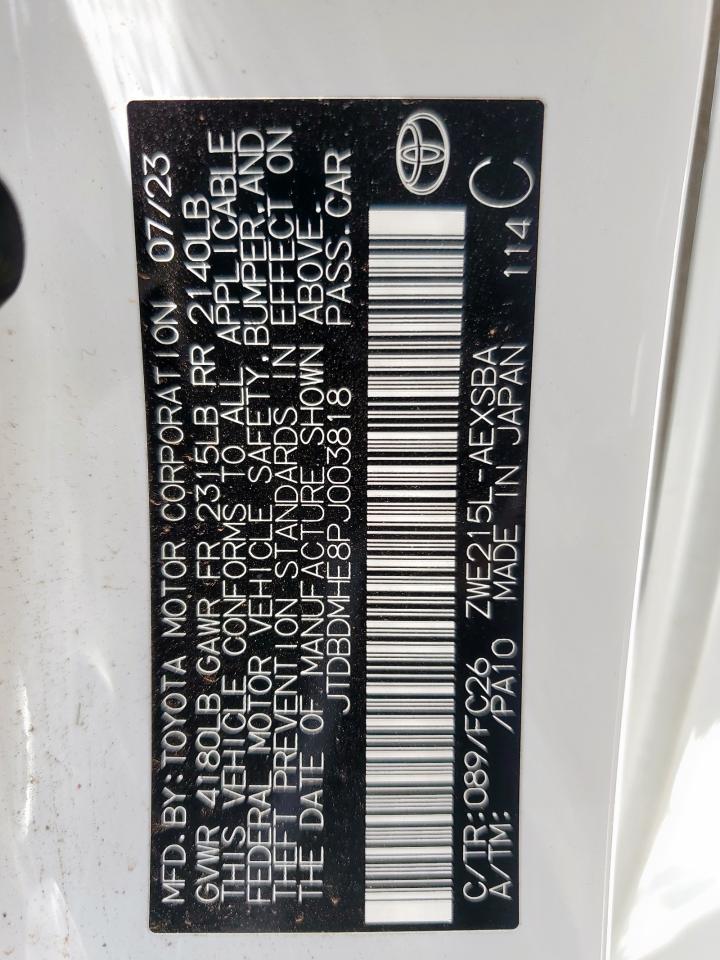 MFD.BY:TOYOTA MOTOR CORPORATION 07/23
GVWR 4180LB GAWR FR 2315LB RR 2140LB
THIS VEHICLE CONFORMS TO ALL APPLICABLE
FEDERAL MOTOR VEHICLE SAFETY,BUMPER,AND
THEFT PREVENTION STANDARDS IN EFFECT ON
THE DATE OF MANUFACTURE SHOWN ABOVE.
JTDBDMHE8PJ003818 PASS.CAR
C/TR:089/FC26 ZWE215L-AEXSBA
A/TM: /PA10 MADE IN JAPAN 114 C